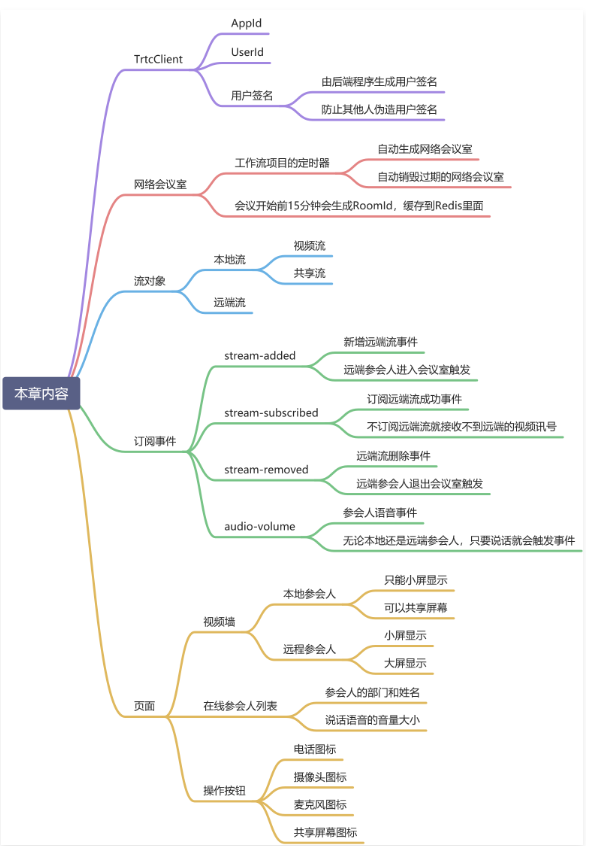 本章内容
TrtcClient
AppId
UserId
用户签名
由后端程序生成用户签名
防止其他人伪造用户签名
网络会议室
工作流项目的定时器
自动生成网络会议室
自动销毁过期的网络会议室
会议开始前15分钟会生成RoomId，缓存到Redis里面
流对象
本地流
视频流
共享流
远端流
订阅事件
stream-added
新增远端流事件
远端参会人进入会议室触发
stream-subscribed
订阅远端流成功事件
不订阅远端流就接收不到远端的视频讯号
stream-removed
远端流删除事件
远端参会人退出会议室触发
audio-volume
参会人语音事件
无论本地还是远端参会人，只要说话就会触发事件
页面
视频墙
本地参会人
只能小屏显示
可以共享屏幕
远程参会人
小屏显示
大屏显示
在线参会人列表
参会人的部门和姓名
说话语音的音量大小
操作按钮
电话图标
摄像头图标
麦克风图标
共享屏幕图标